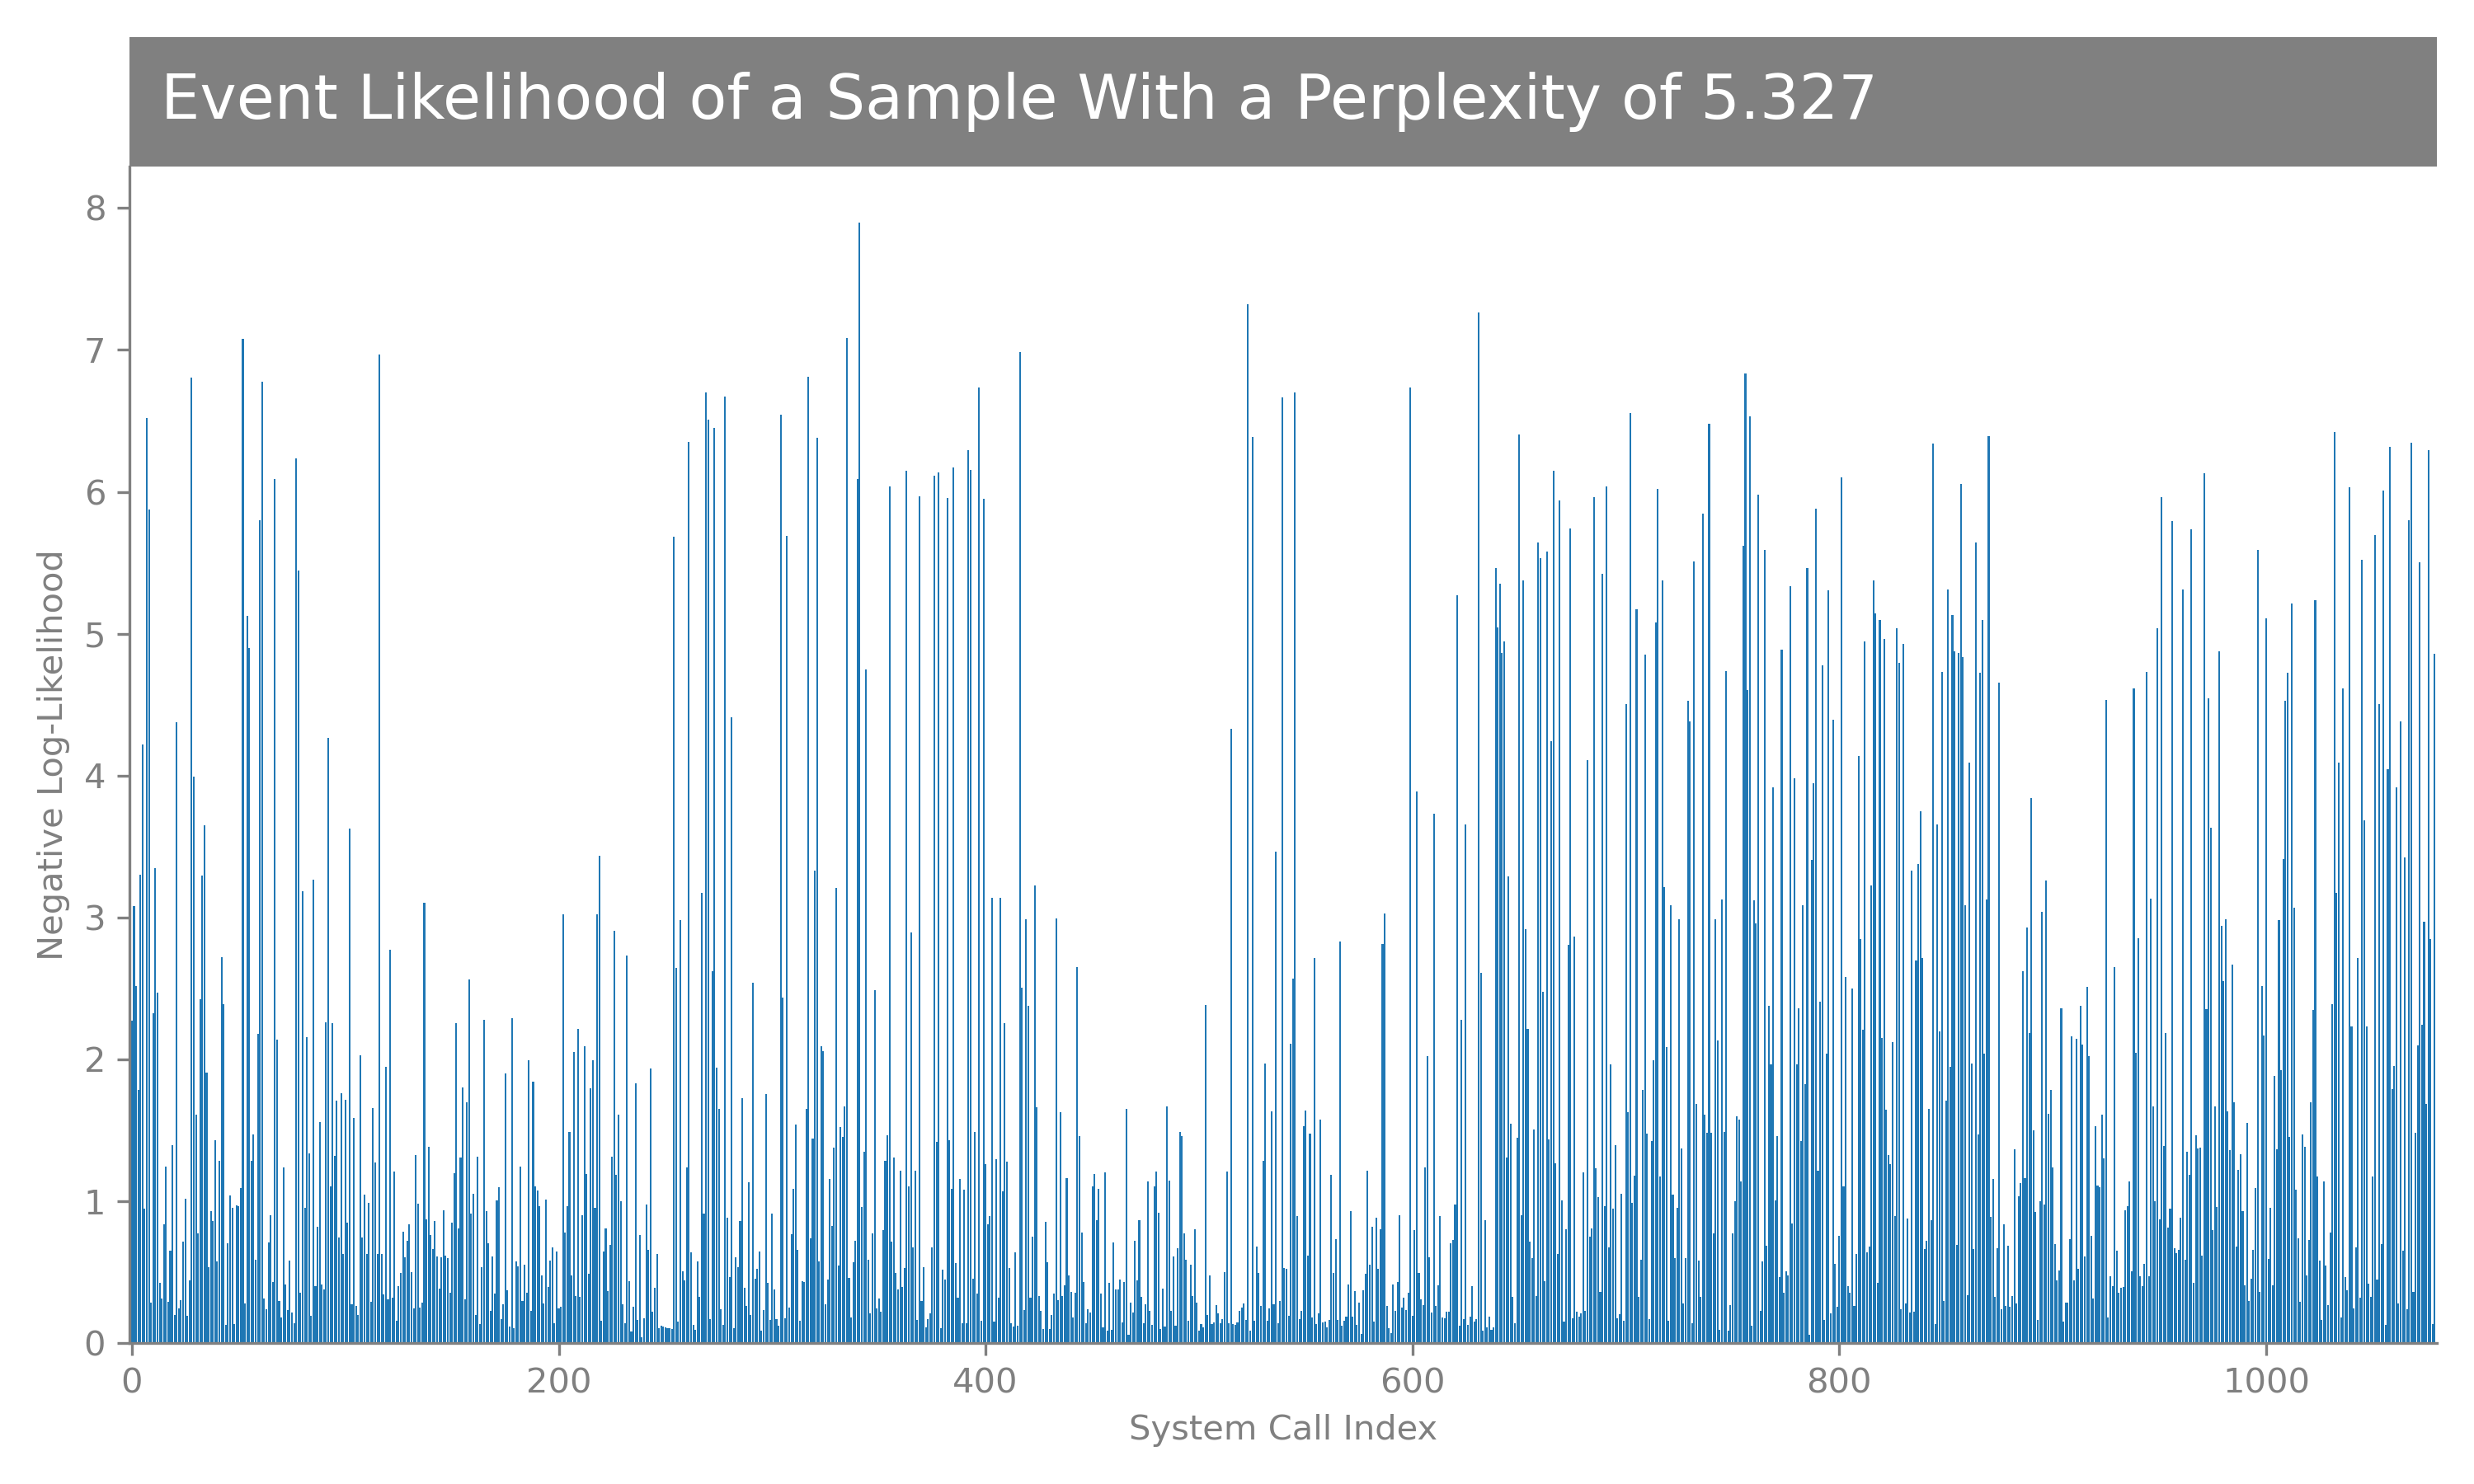 Event Likelihood of a Sample With a Perplexity of 5.327
8
7
6
5
4
3
2
1
0
Negative Log-Likelihood
0 200 400 600 800 1000
System Call Index